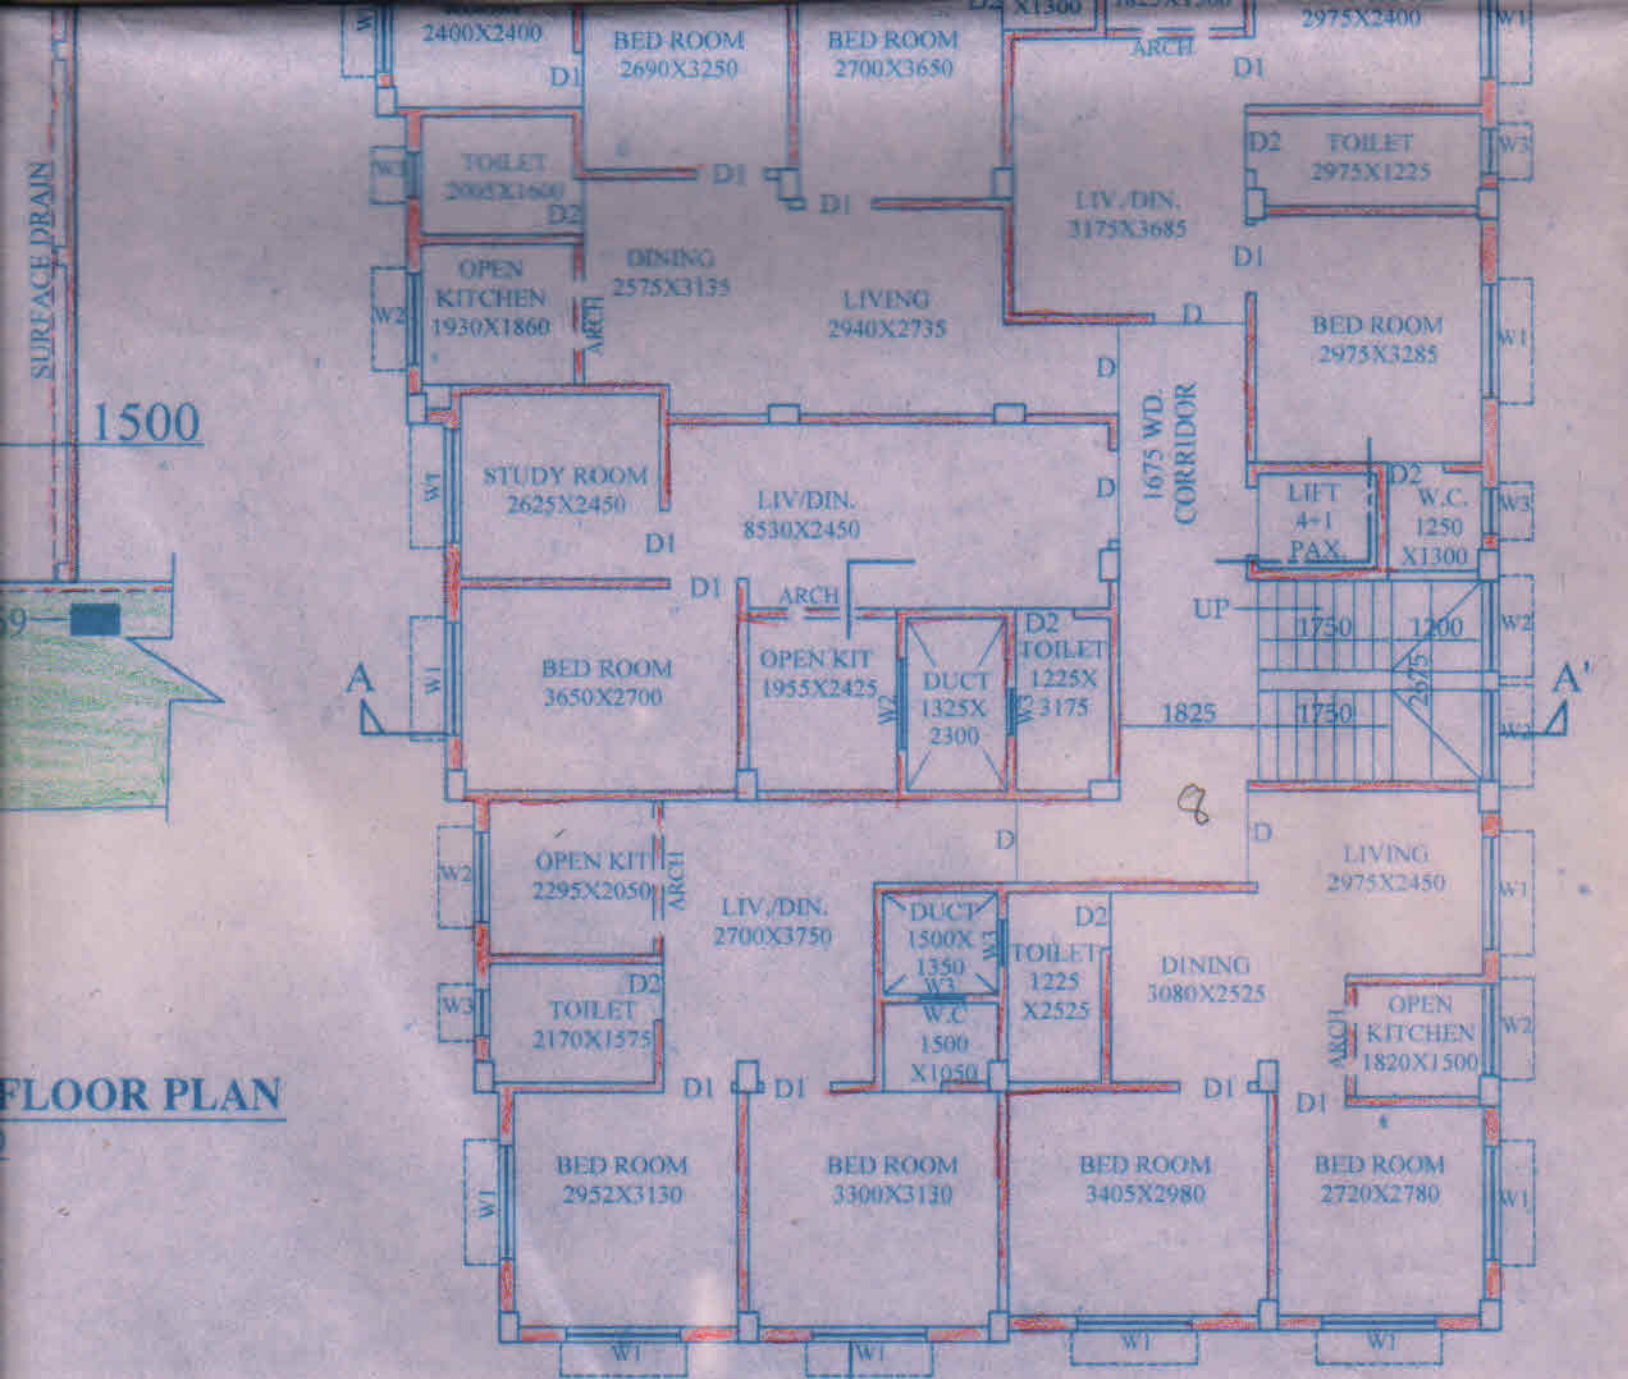 2400X2400
BED ROOM
2690X3250
BED ROOM
2700X3650
X1300
ARCH
2975X2400
W1
D1
D1
SURFACE DRAIN
W3
TOILET
2005X1600
D2
D1
D1
LIV./DIN.
3175X3685
D2
TOILET
2975X1225
W3
D1
OPEN
KITCHEN
1930X1860
W2
ARCH
DINING
2575X3135
LIVING
2940X2735
D
D
BED ROOM
2975X3285
W1
1500
1675 WD.
CORRIDOR
W1
STUDY ROOM
2625X2450
D1
LIV/DIN.
8530X2450
D
LIFT
4+1
PAX.
D2
W.C.
1250
X1300
W3
D1
ARCH
UP
1750
1200
W2
A
W1
BED ROOM
3650X2700
OPEN KIT
1955X2425
W2
DUCT
1325X
2300
W3
D2
TOILET
1225X
3175
1825
1750
2675
W2
A'
8
W2
OPEN KIT
2295X2050
ARCH
LIV./DIN.
2700X3750
D
D
LIVING
2975X2450
W1
DUCT
1500X
1350
W3
W3
D2
TOILET
1225
X2525
DINING
3080X2525
W3
TOILET
2170X1575
D2
W.C
1500
X1050
ARCH
OPEN
KITCHEN
1820X1500
W2
FLOOR PLAN
D1
D1
D1
D1
W1
BED ROOM
2952X3130
BED ROOM
3300X3130
BED ROOM
3405X2980
BED ROOM
2720X2780
W1
W1
W1
W1
W1